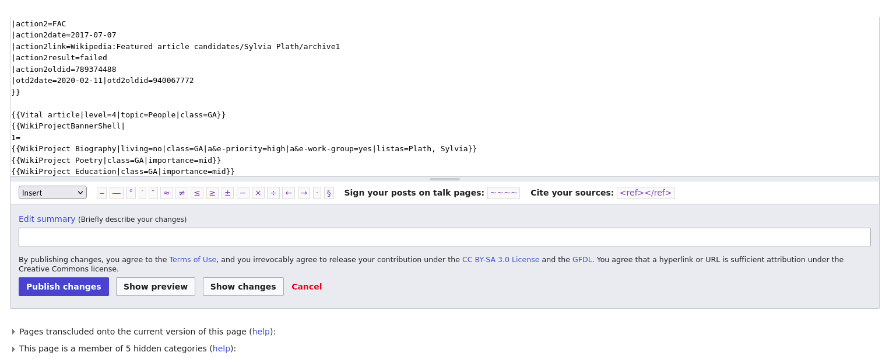 |action2=FAC
|action2date=2017-07-07
|action2link=Wikipedia:Featured article candidates/Sylvia Plath/archive1
|action2result=failed
|action2oldid=789374488
|otd2date=2020-02-11|otd2oldid=940067772
}}
{{Vital article|level=4|topic=People|class=GA}}
{{WikiProjectBannerShell|
1=
{{WikiProject Biography|living=no|class=GA|a&e-priority=high|a&e-work-group=yes|listas=Plath, Sylvia}}
{{WikiProject Poetry|class=GA|importance=mid}}
{{WikiProject Education|class=GA|importance=mid}}
Insert – — ° ′ ″ ≈ ≠ ≤ ≥ ± − × ÷ ← → · § Sign your posts on talk pages: ~~~~ Cite your sources: <ref></ref>
Edit summary (Briefly describe your changes)
By publishing changes, you agree to the Terms of Use, and you irrevocably agree to release your contribution under the CC BY-SA 3.0 License and the GFDL. You agree that a hyperlink or URL is sufficient attribution under the
Creative Commons license.
Publish changes Show preview Show changes Cancel
Pages transcluded onto the current version of this page (help):
This page is a member of 5 hidden categories (help):